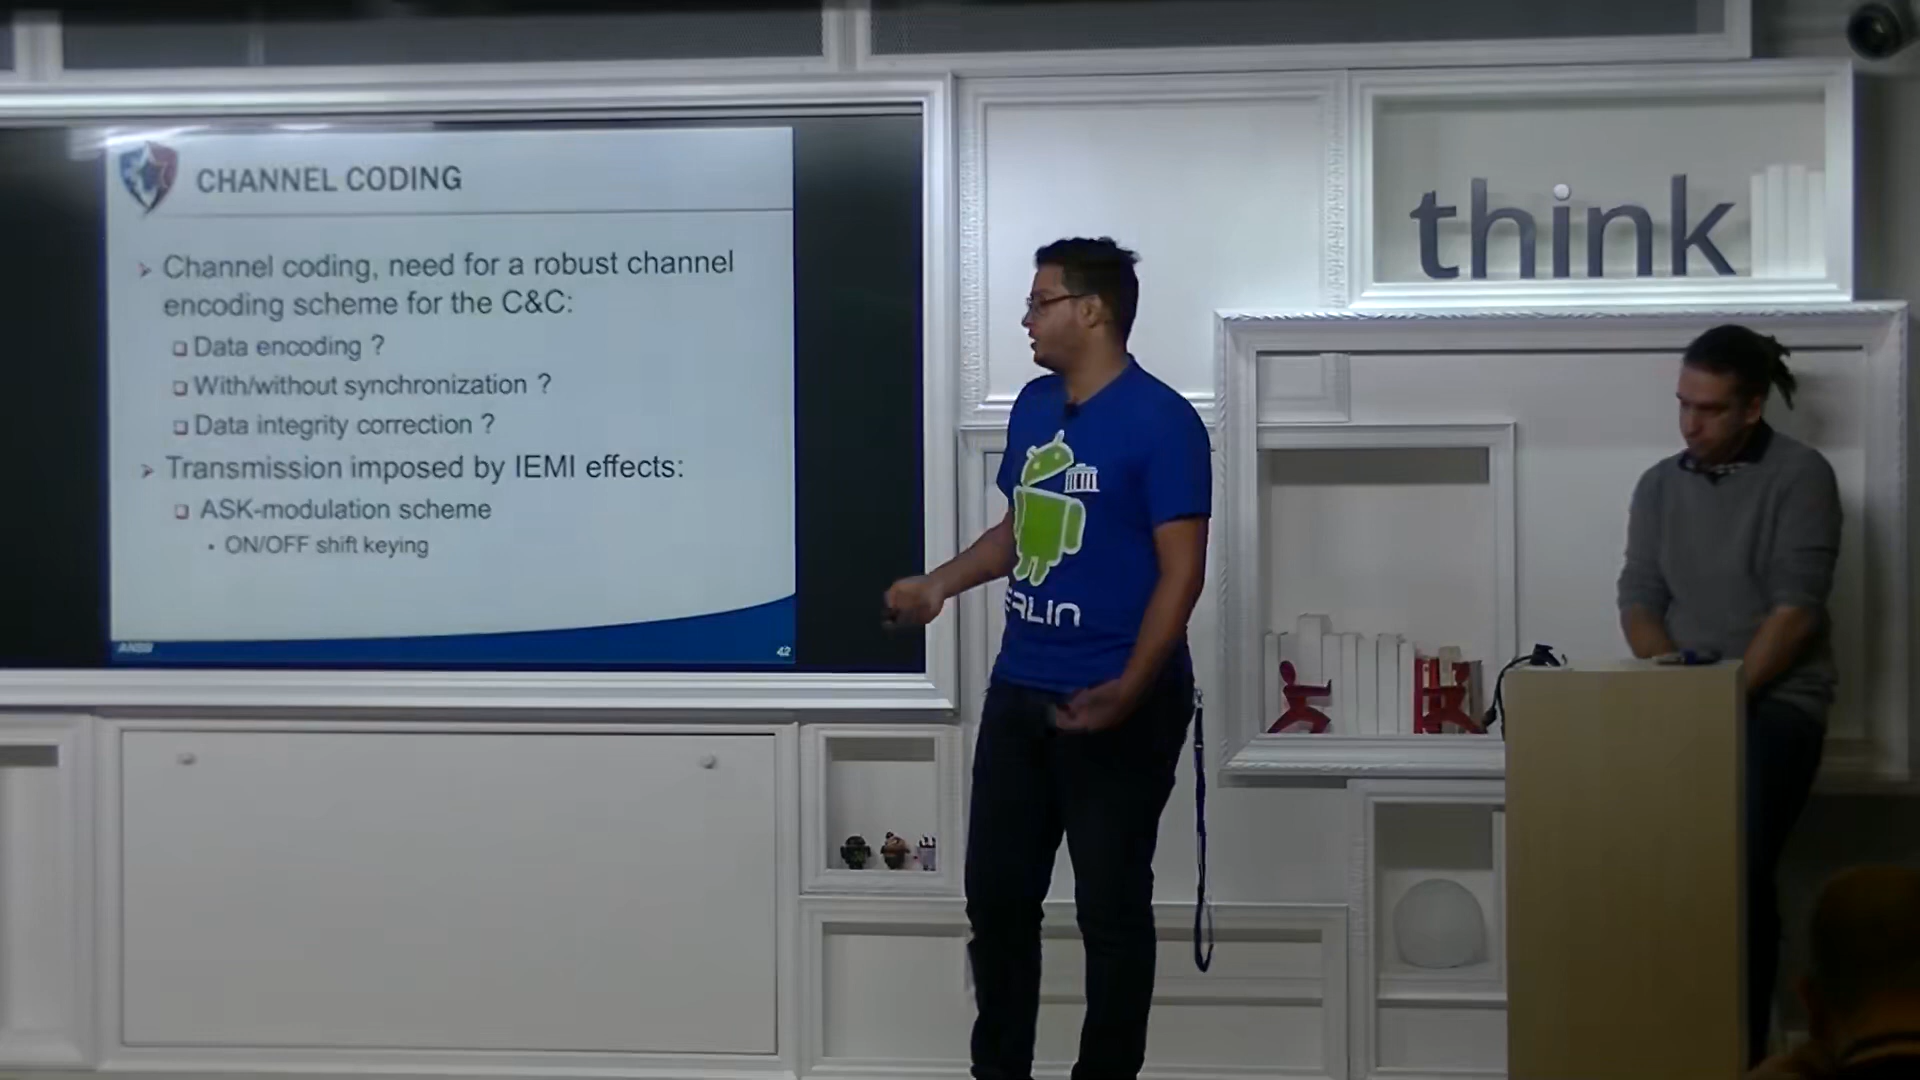 CHANNEL CODING
Channel coding, need for a robust channel
encoding scheme for the C&C:
Data encoding ?
With/without synchronization ?
Data integrity correction ?
Transmission imposed by IEMI effects:
ASK-modulation scheme
ON/OFF shift keying
ANSSI
42
think
ERLIN